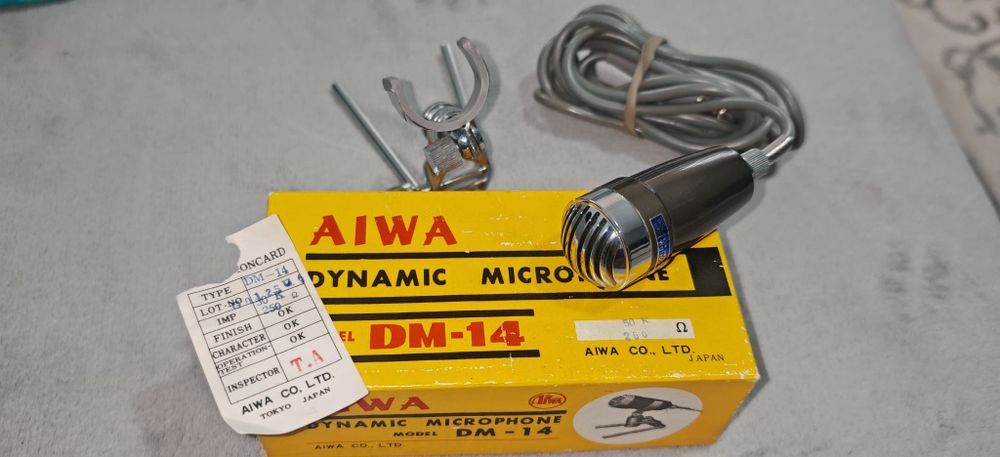 AIWA
DYNAMIC MICROPHONE
DM-14
50 K
250 Ω
AIWA CO., LTD.
JAPAN
AIWA
DYNAMIC MICROPHONE
MODEL DM-14
AIWA CO., LTD.
TYPE DM-14
LOT-NO
IMP 250 Ω
FINISH OK
CHARACTER OK
OPERATION-TEST OK
INSPECTOR T.A
AIWA CO, LTD.
TOKYO JAPAN